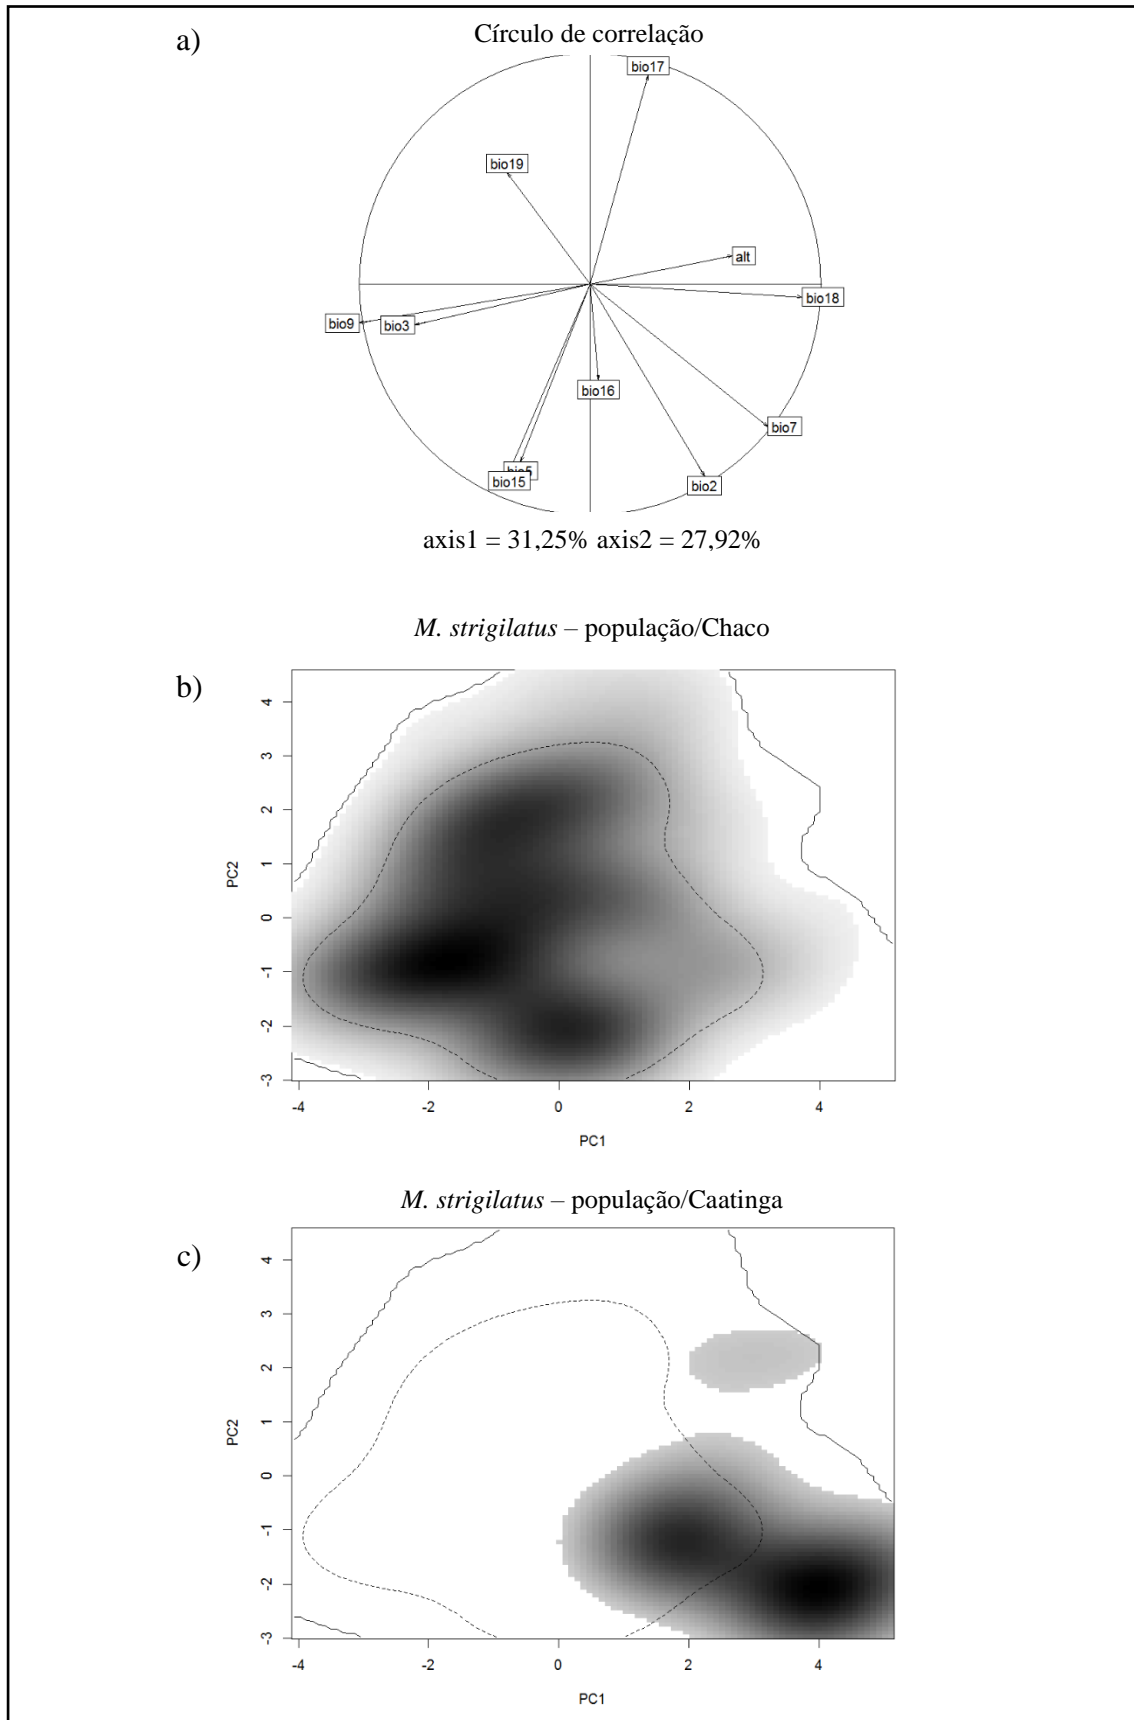 a)
Círculo de correlação
bio17
bio19
alt
bio18
bio9
bio3
bio16
bio7
bio5
bio15
bio2
axis1 = 31,25% axis2 = 27,92%
M. strigilatus – população/Chaco
b)
4
3
2
1
0
-1
-2
-3
PC2
-4
-2
0
2
4
PC1
M. strigilatus – população/Caatinga
c)
4
3
2
1
0
-1
-2
-3
PC2
-4
-2
0
2
4
PC1